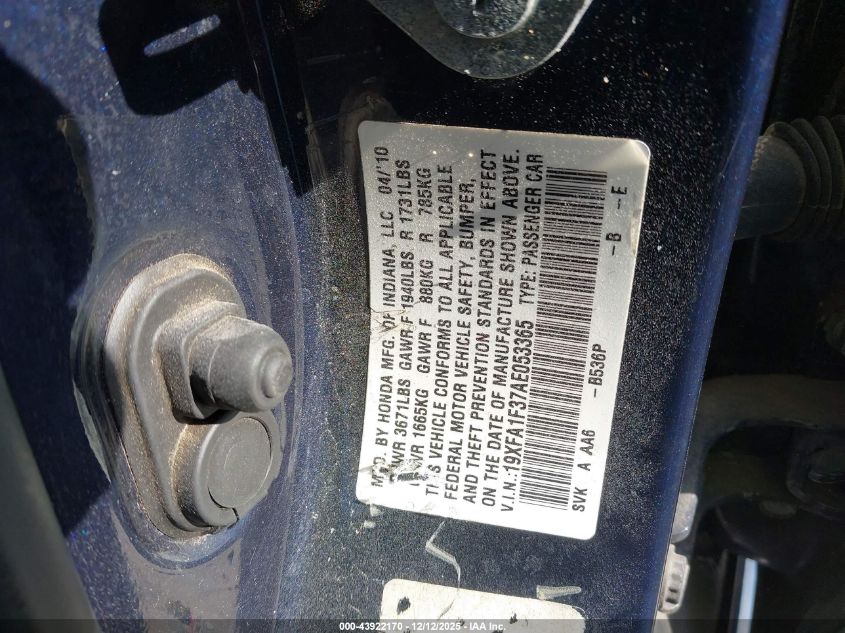 MFD. BY HONDA MFG. OF INDIANA, LLC 04/'10
GVWR 3671LBS GAWR F 1940LBS R 1731LBS
GVWR 1665KG GAWR F 880KG R 785KG
THIS VEHICLE CONFORMS TO ALL APPLICABLE
FEDERAL MOTOR VEHICLE SAFETY, BUMPER,
AND THEFT PREVENTION STANDARDS IN EFFECT
ON THE DATE OF MANUFACTURE SHOWN ABOVE.
V.I.N.:19XFA1F37AE053365 TYPE: PASSENGER CAR
SVK A AA6 -B536P -B -E
000-43922170 - 12/12/2025 - IAA Inc.